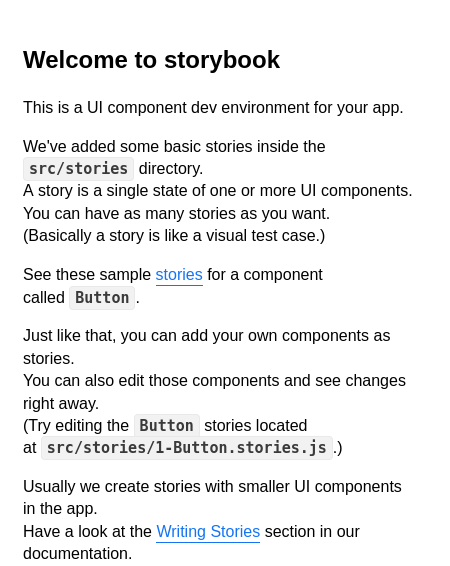 Welcome to storybook
This is a UI component dev environment for your app.
We've added some basic stories inside the
src/stories directory.
A story is a single state of one or more UI components.
You can have as many stories as you want.
(Basically a story is like a visual test case.)
See these sample stories for a component
called Button.
Just like that, you can add your own components as
stories.
You can also edit those components and see changes
right away.
(Try editing the Button stories located
at src/stories/1-Button.stories.js.)
Usually we create stories with smaller UI components
in the app.
Have a look at the Writing Stories section in our
documentation.